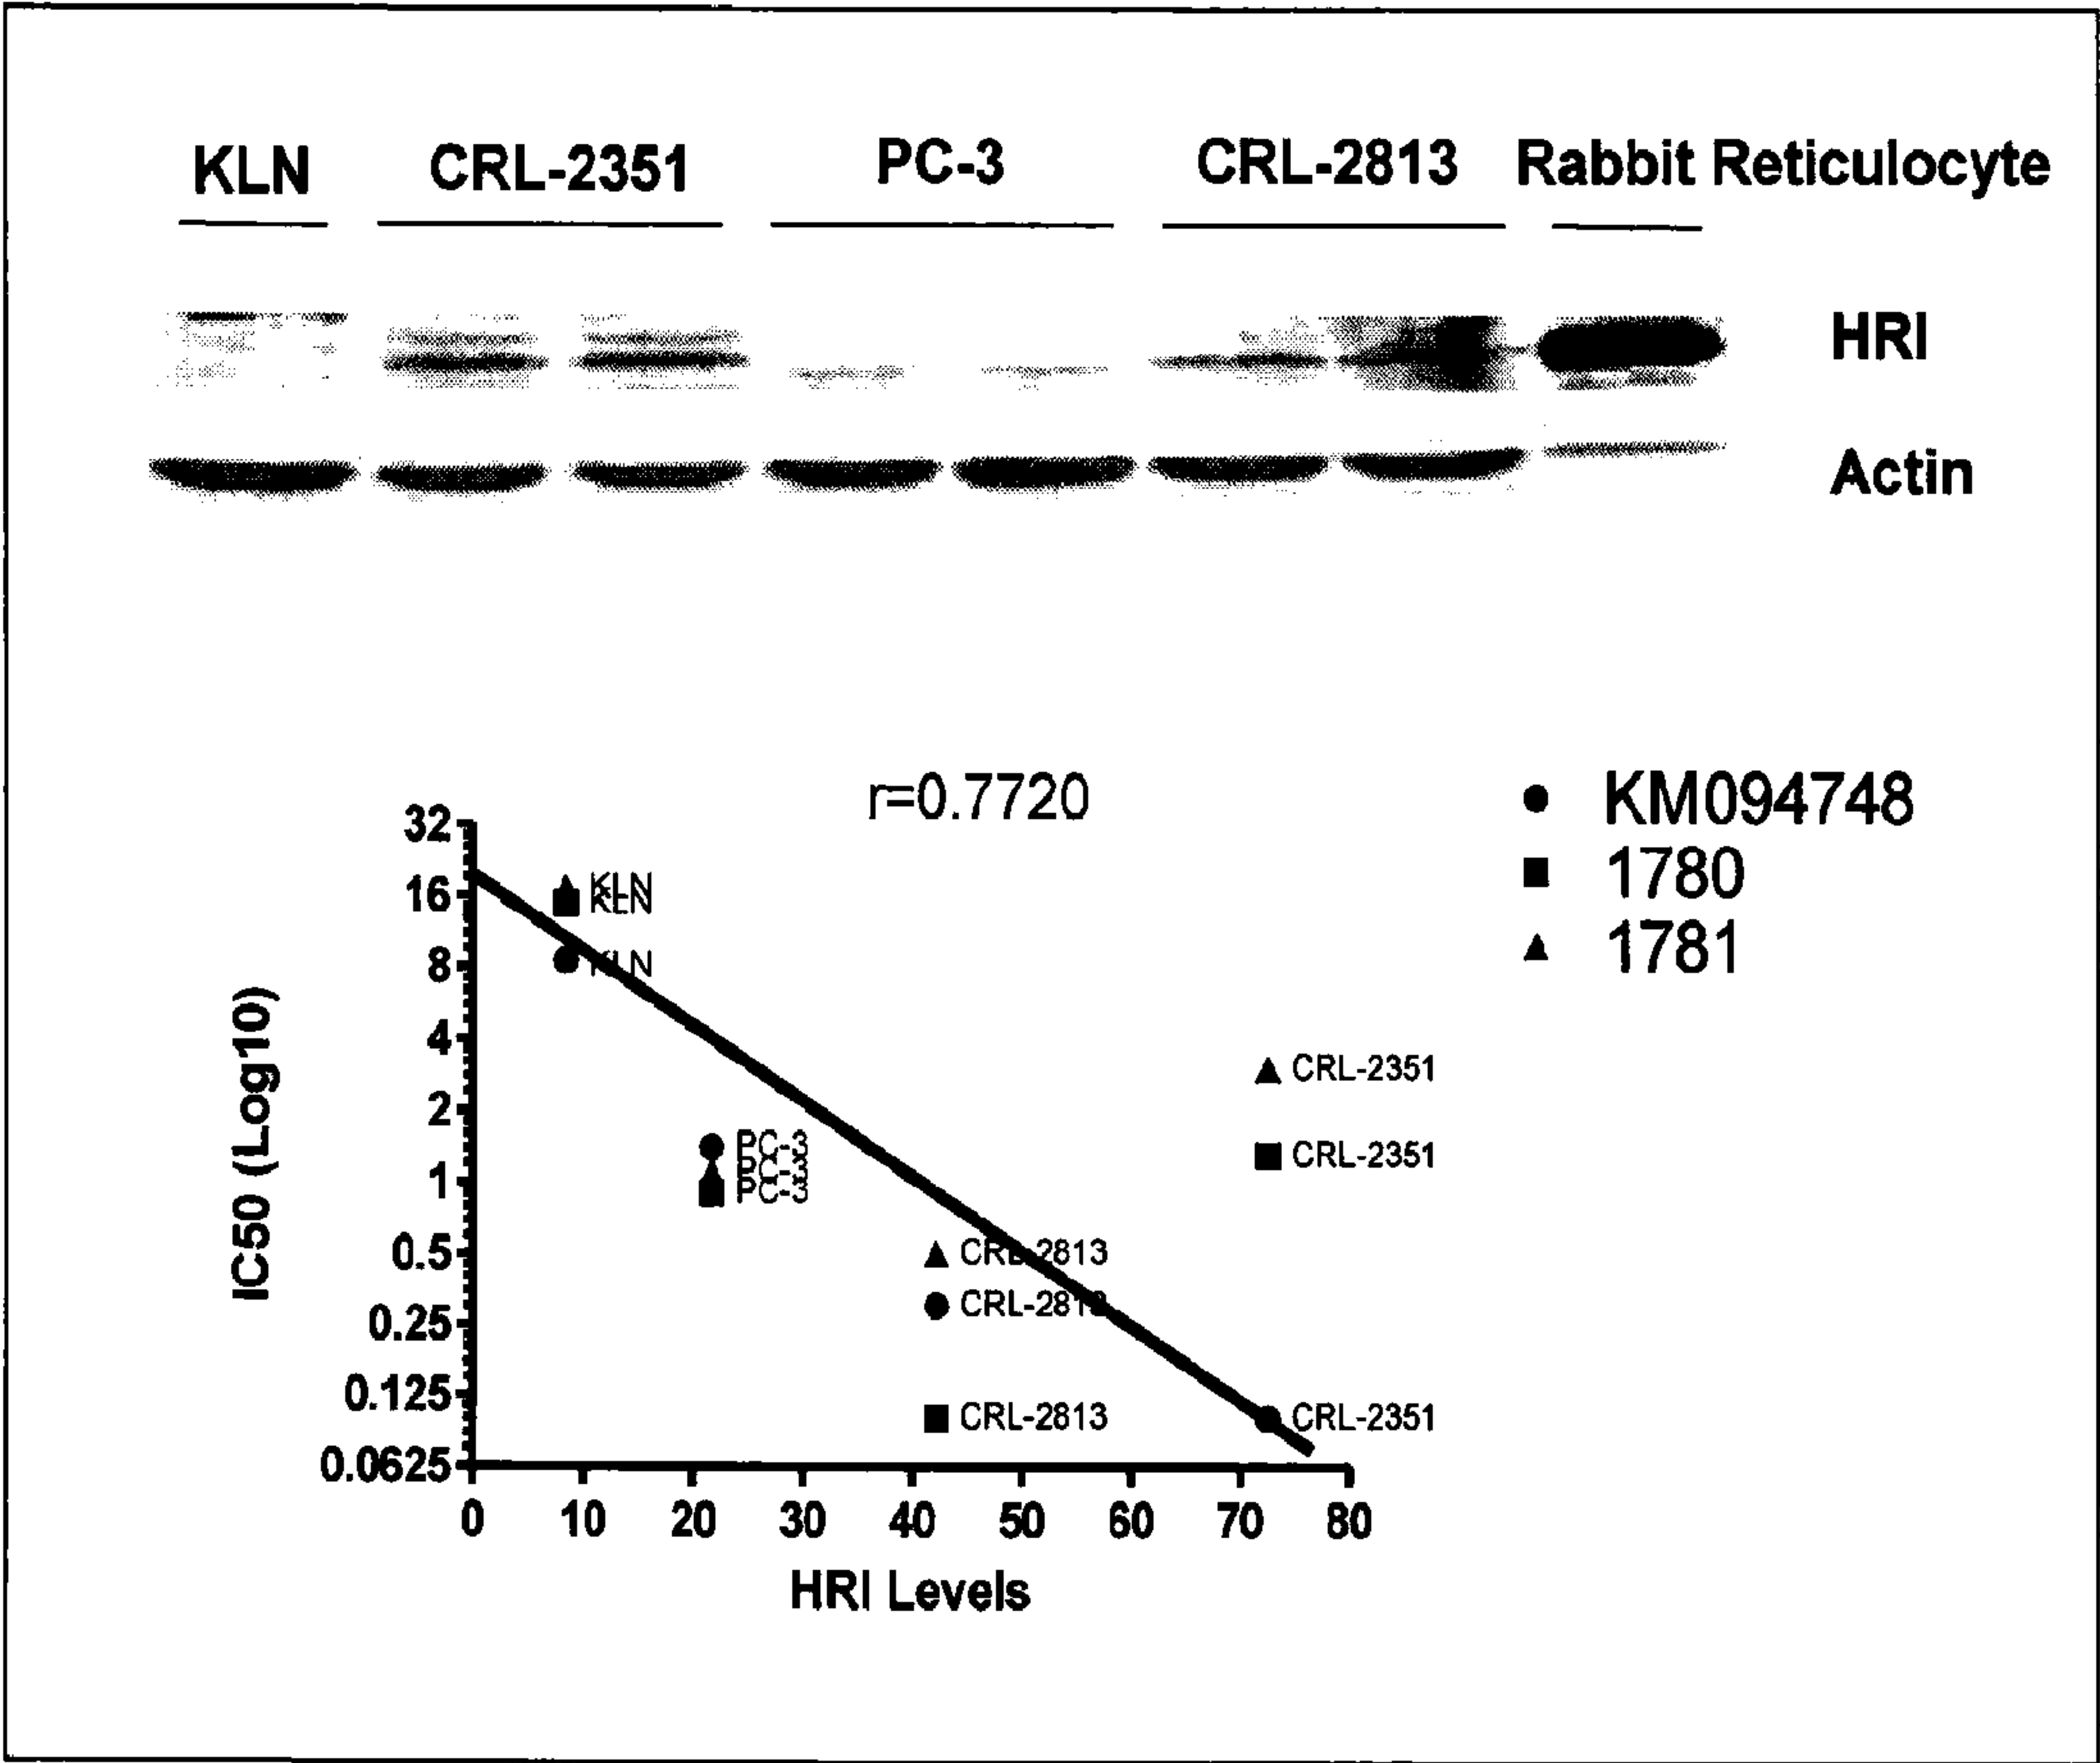 KLN CRL-2351 PC-3 CRL-2813 Rabbit Reticulocyte
HRI
Actin
r=0.7720
KM094748
1780
1781
IC50 (Log10)
32
16
8
4
2
1
0.5
0.25
0.125
0.0625
KLN
KLN
KLN
PC-3
PC-3
PC-3
CRL-2351
CRL-2351
CRL-2813
CRL-2813
CRL-2813
CRL-2351
0 10 20 30 40 50 60 70 80
HRI Levels